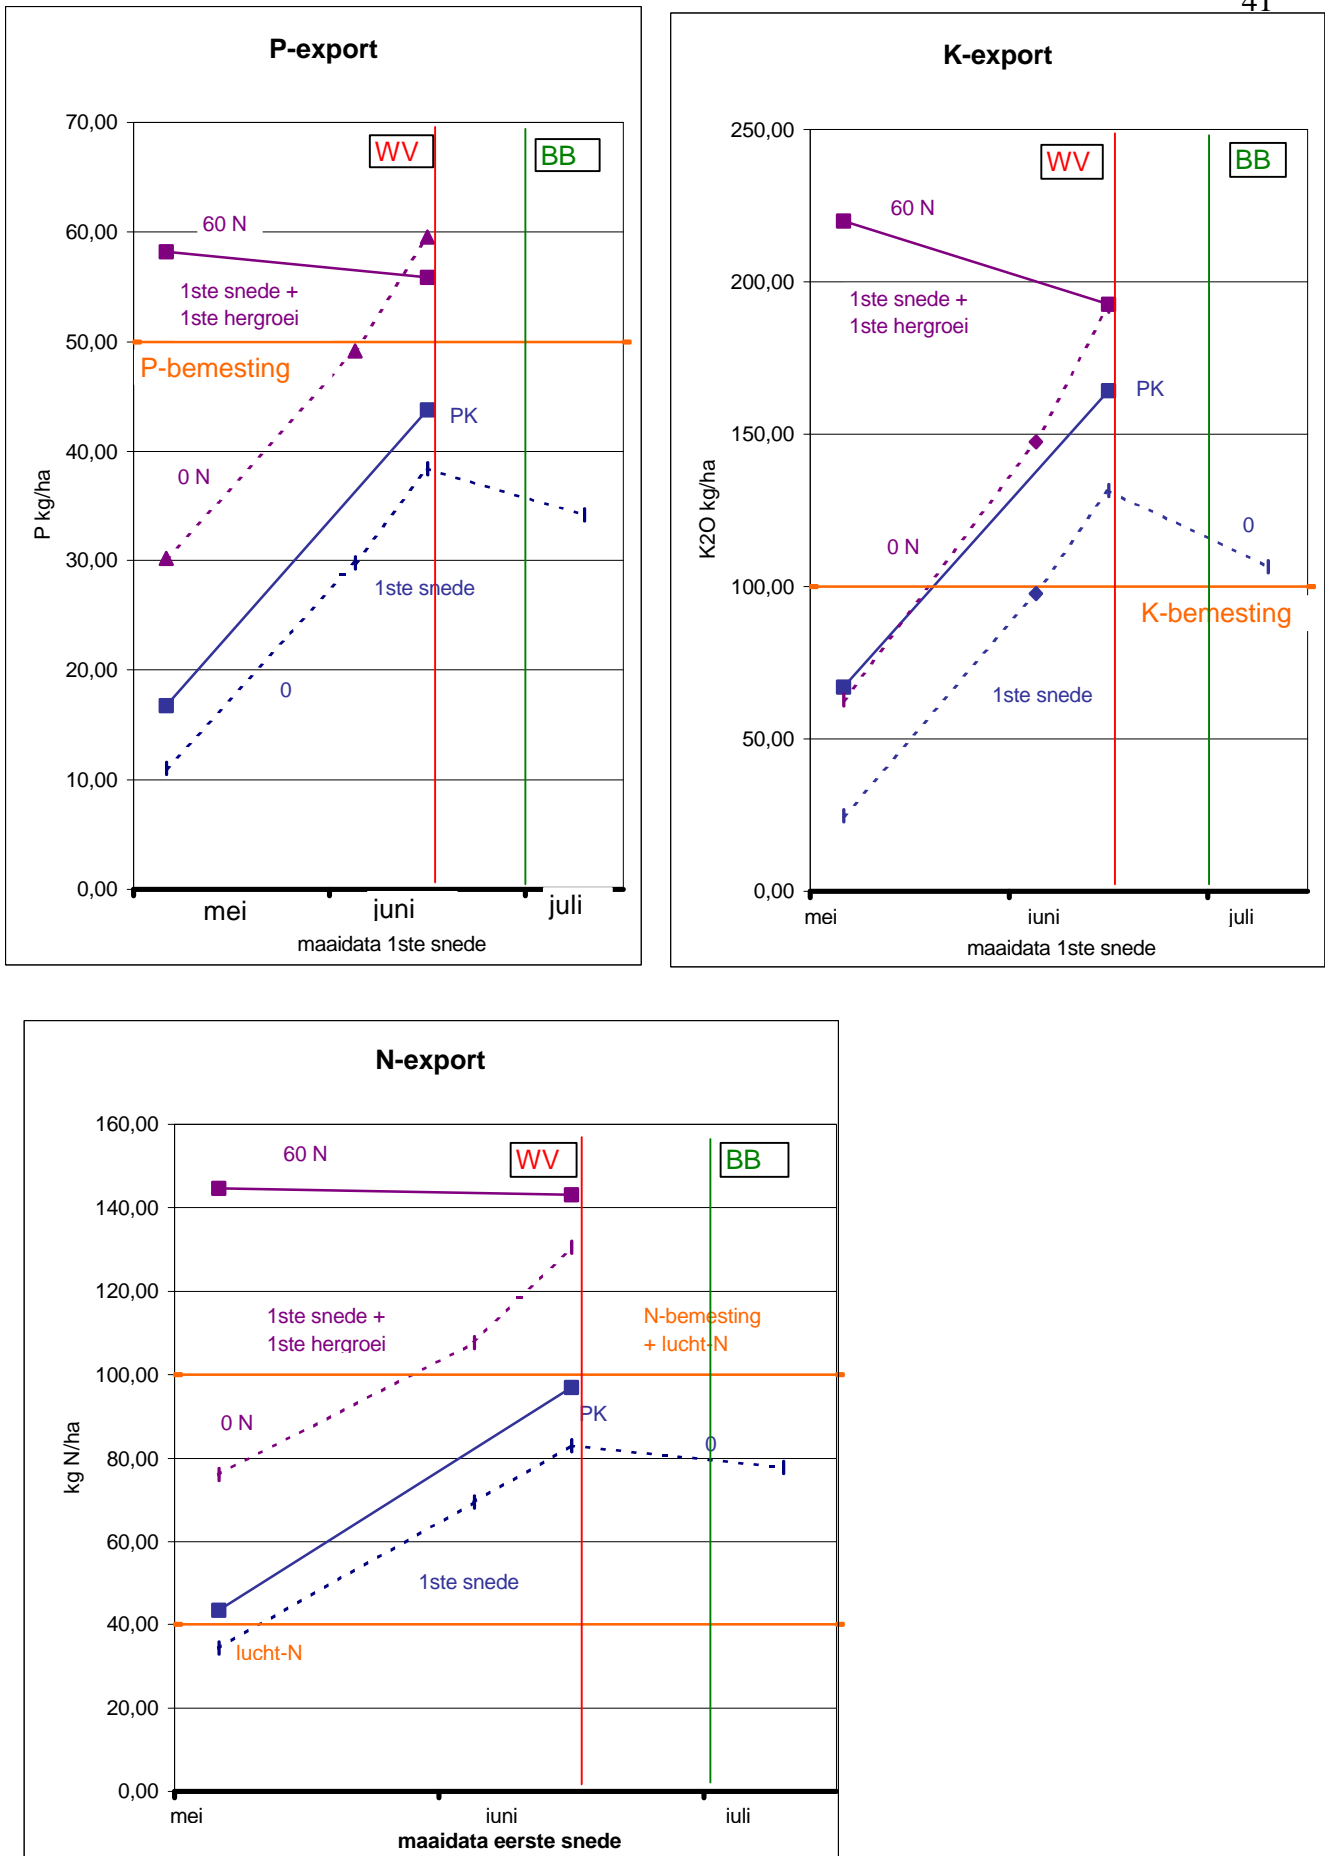 41
P-export
70,00
60,00
50,00
40,00
30,00
20,00
10,00
0,00
P kg/ha
WV
BB
60 N
1ste snede +
1ste hergroei
P-bemesting
PK
0 N
1ste snede
0
mei
juni
juli
maaidata 1ste snede
K-export
250,00
200,00
150,00
100,00
50,00
0,00
K2O kg/ha
WV
BB
60 N
1ste snede +
1ste hergroei
PK
0
0 N
K-bemesting
1ste snede
mei
juni
juli
maaidata 1ste snede
N-export
160,00
140,00
120,00
100,00
80,00
60,00
40,00
20,00
0,00
kg N/ha
60 N
WV
BB
1ste snede +
1ste hergroei
N-bemesting
+ lucht-N
0 N
PK
0
1ste snede
lucht-N
mei
juni
juli
maaidata eerste snede